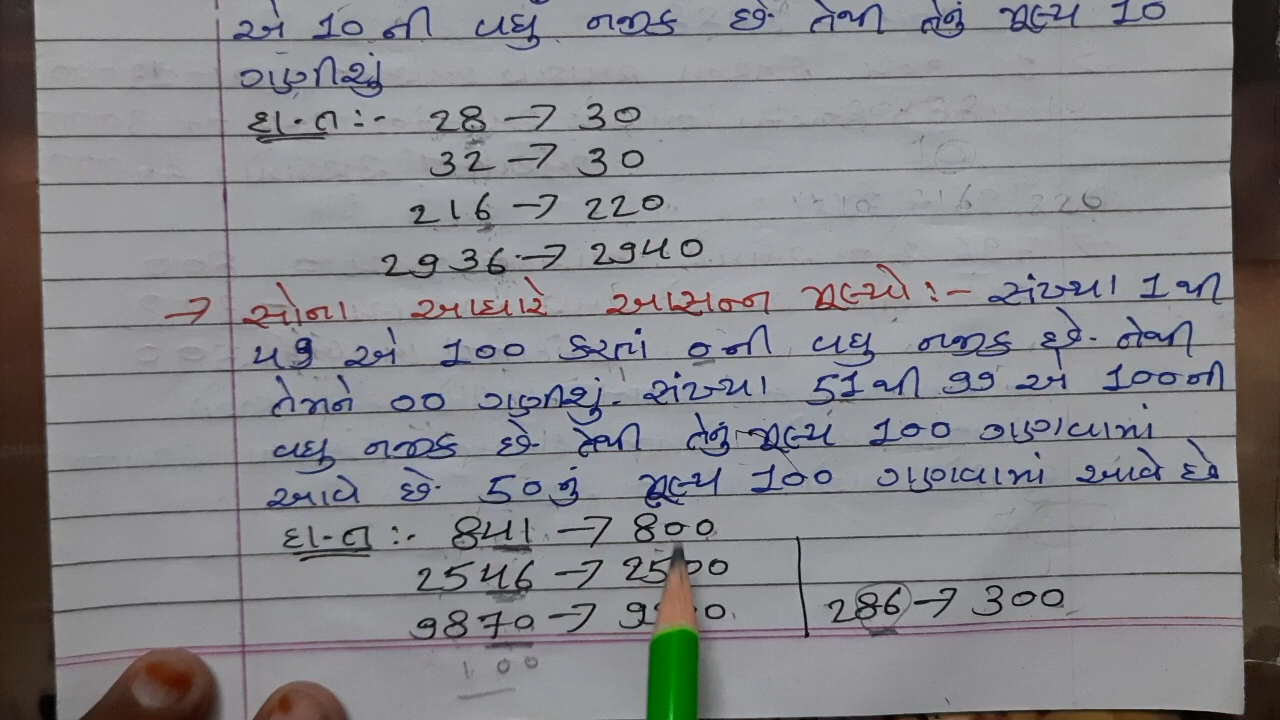 એ 10 ની વધુ નજીક છે તેથી તેનું મૂલ્ય 10
ગણીશું
દા.ત :- 28 → 30
32 → 30
216 → 220
2936 → 2940
→ સોના આધારે આસન્ન મૂલ્યો :- સંખ્યા 1 થી
49 એ 100 કરતાં 0ની વધુ નજીક છે. તેથી
તેમને 00 ગણીશું. સંખ્યા 51 થી 99 એ 100 ની
વધુ નજીક છે તેથી તેનું મૂલ્ય 100 ગણવામાં
આવે છે. 50 નું મૂલ્ય 100 ગણવામાં આવે છે
દા.ત :- 841 → 800
2546 → 2500
9870 →
286 → 300
100